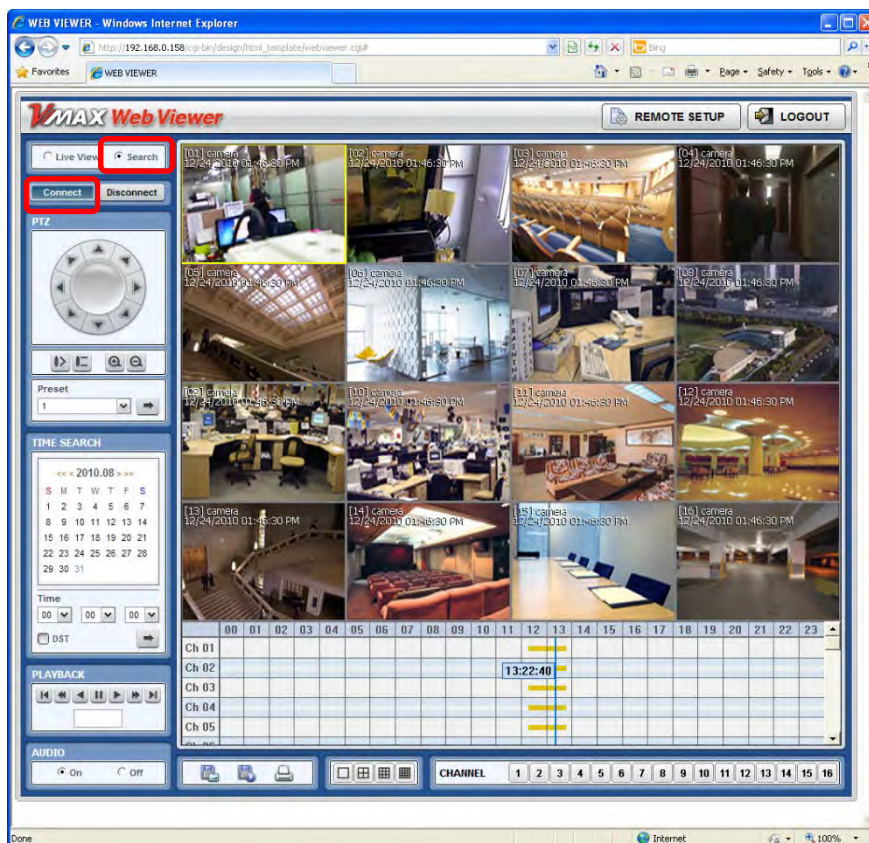 WEB VIEWER - Windows Internet Explorer
http://192.168.0.158/cgi-bin/design/html_template/webviewer.cgi#
Bing
Favorites
WEB VIEWER
Page
Safety
Tools
VMAX Web Viewer
REMOTE SETUP
LOGOUT
Live View
Search
Connect
Disconnect
[01] camera
12/24/2010 01:46:30 PM
[02] camera
12/24/2010 01:46:30 PM
[03] camera
12/24/2010 01:46:30 PM
[04] camera
12/24/2010 01:46:30 PM
[05] camera
12/24/2010 01:46:30 PM
[06] camera
12/24/2010 01:46:30 PM
[07] camera
12/24/2010 01:46:30 PM
[08] camera
12/24/2010 01:46:30 PM
[09] camera
12/24/2010 01:46:30 PM
[10] camera
12/24/2010 01:46:30 PM
[11] camera
12/24/2010 01:46:30 PM
[12] camera
12/24/2010 01:46:30 PM
[13] camera
12/24/2010 01:46:30 PM
[14] camera
12/24/2010 01:46:30 PM
[15] camera
12/24/2010 01:46:30 PM
[16] camera
12/24/2010 01:46:30 PM
PTZ
Preset
1
TIME SEARCH
<< < 2010.08 > >>
S M T W T F S
1 2 3 4 5 6 7
8 9 10 11 12 13 14
15 16 17 18 19 20 21
22 23 24 25 26 27 28
29 30 31
Time
00 00 00
DST
PLAYBACK
AUDIO
On Off
00 01 02 03 04 05 06 07 08 09 10 11 12 13 14 15 16 17 18 19 20 21 22 23
Ch 01
Ch 02
13:22:40
Ch 03
Ch 04
Ch 05
CHANNEL 1 2 3 4 5 6 7 8 9 10 11 12 13 14 15 16
Done
Internet
100%